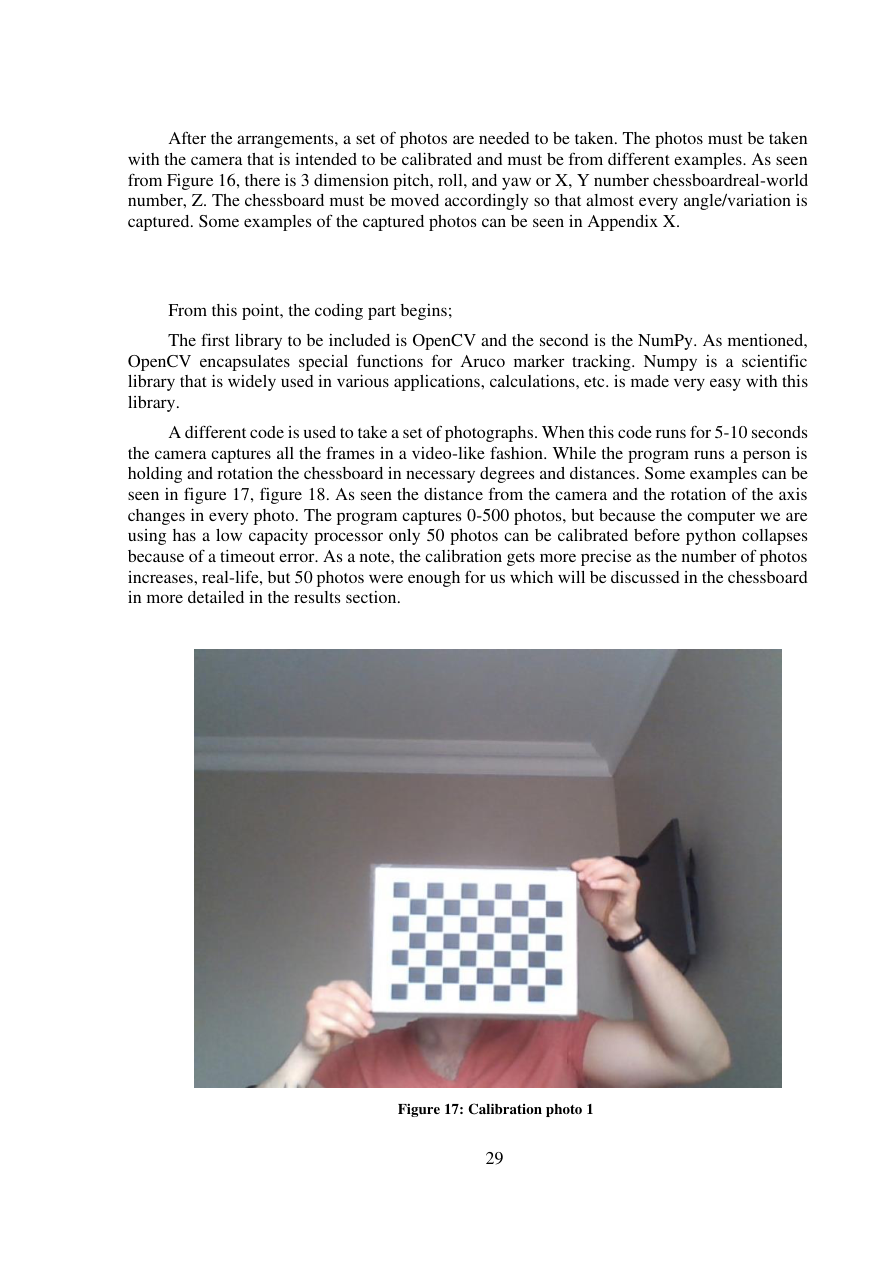 After the arrangements, a set of photos are needed to be taken. The photos must be taken
with the camera that is intended to be calibrated and must be from different examples. As seen
from Figure 16, there is 3 dimension pitch, roll, and yaw or X, Y number chessboardreal-world
number, Z. The chessboard must be moved accordingly so that almost every angle/variation is
captured. Some examples of the captured photos can be seen in Appendix X.
From this point, the coding part begins;
The first library to be included is OpenCV and the second is the NumPy. As mentioned,
OpenCV encapsulates special functions for Aruco marker tracking. Numpy is a scientific
library that is widely used in various applications, calculations, etc. is made very easy with this
library.
A different code is used to take a set of photographs. When this code runs for 5-10 seconds
the camera captures all the frames in a video-like fashion. While the program runs a person is
holding and rotation the chessboard in necessary degrees and distances. Some examples can be
seen in figure 17, figure 18. As seen the distance from the camera and the rotation of the axis
changes in every photo. The program captures 0-500 photos, but because the computer we are
using has a low capacity processor only 50 photos can be calibrated before python collapses
because of a timeout error. As a note, the calibration gets more precise as the number of photos
increases, real-life, but 50 photos were enough for us which will be discussed in the chessboard
in more detailed in the results section.
Figure 17: Calibration photo 1
29